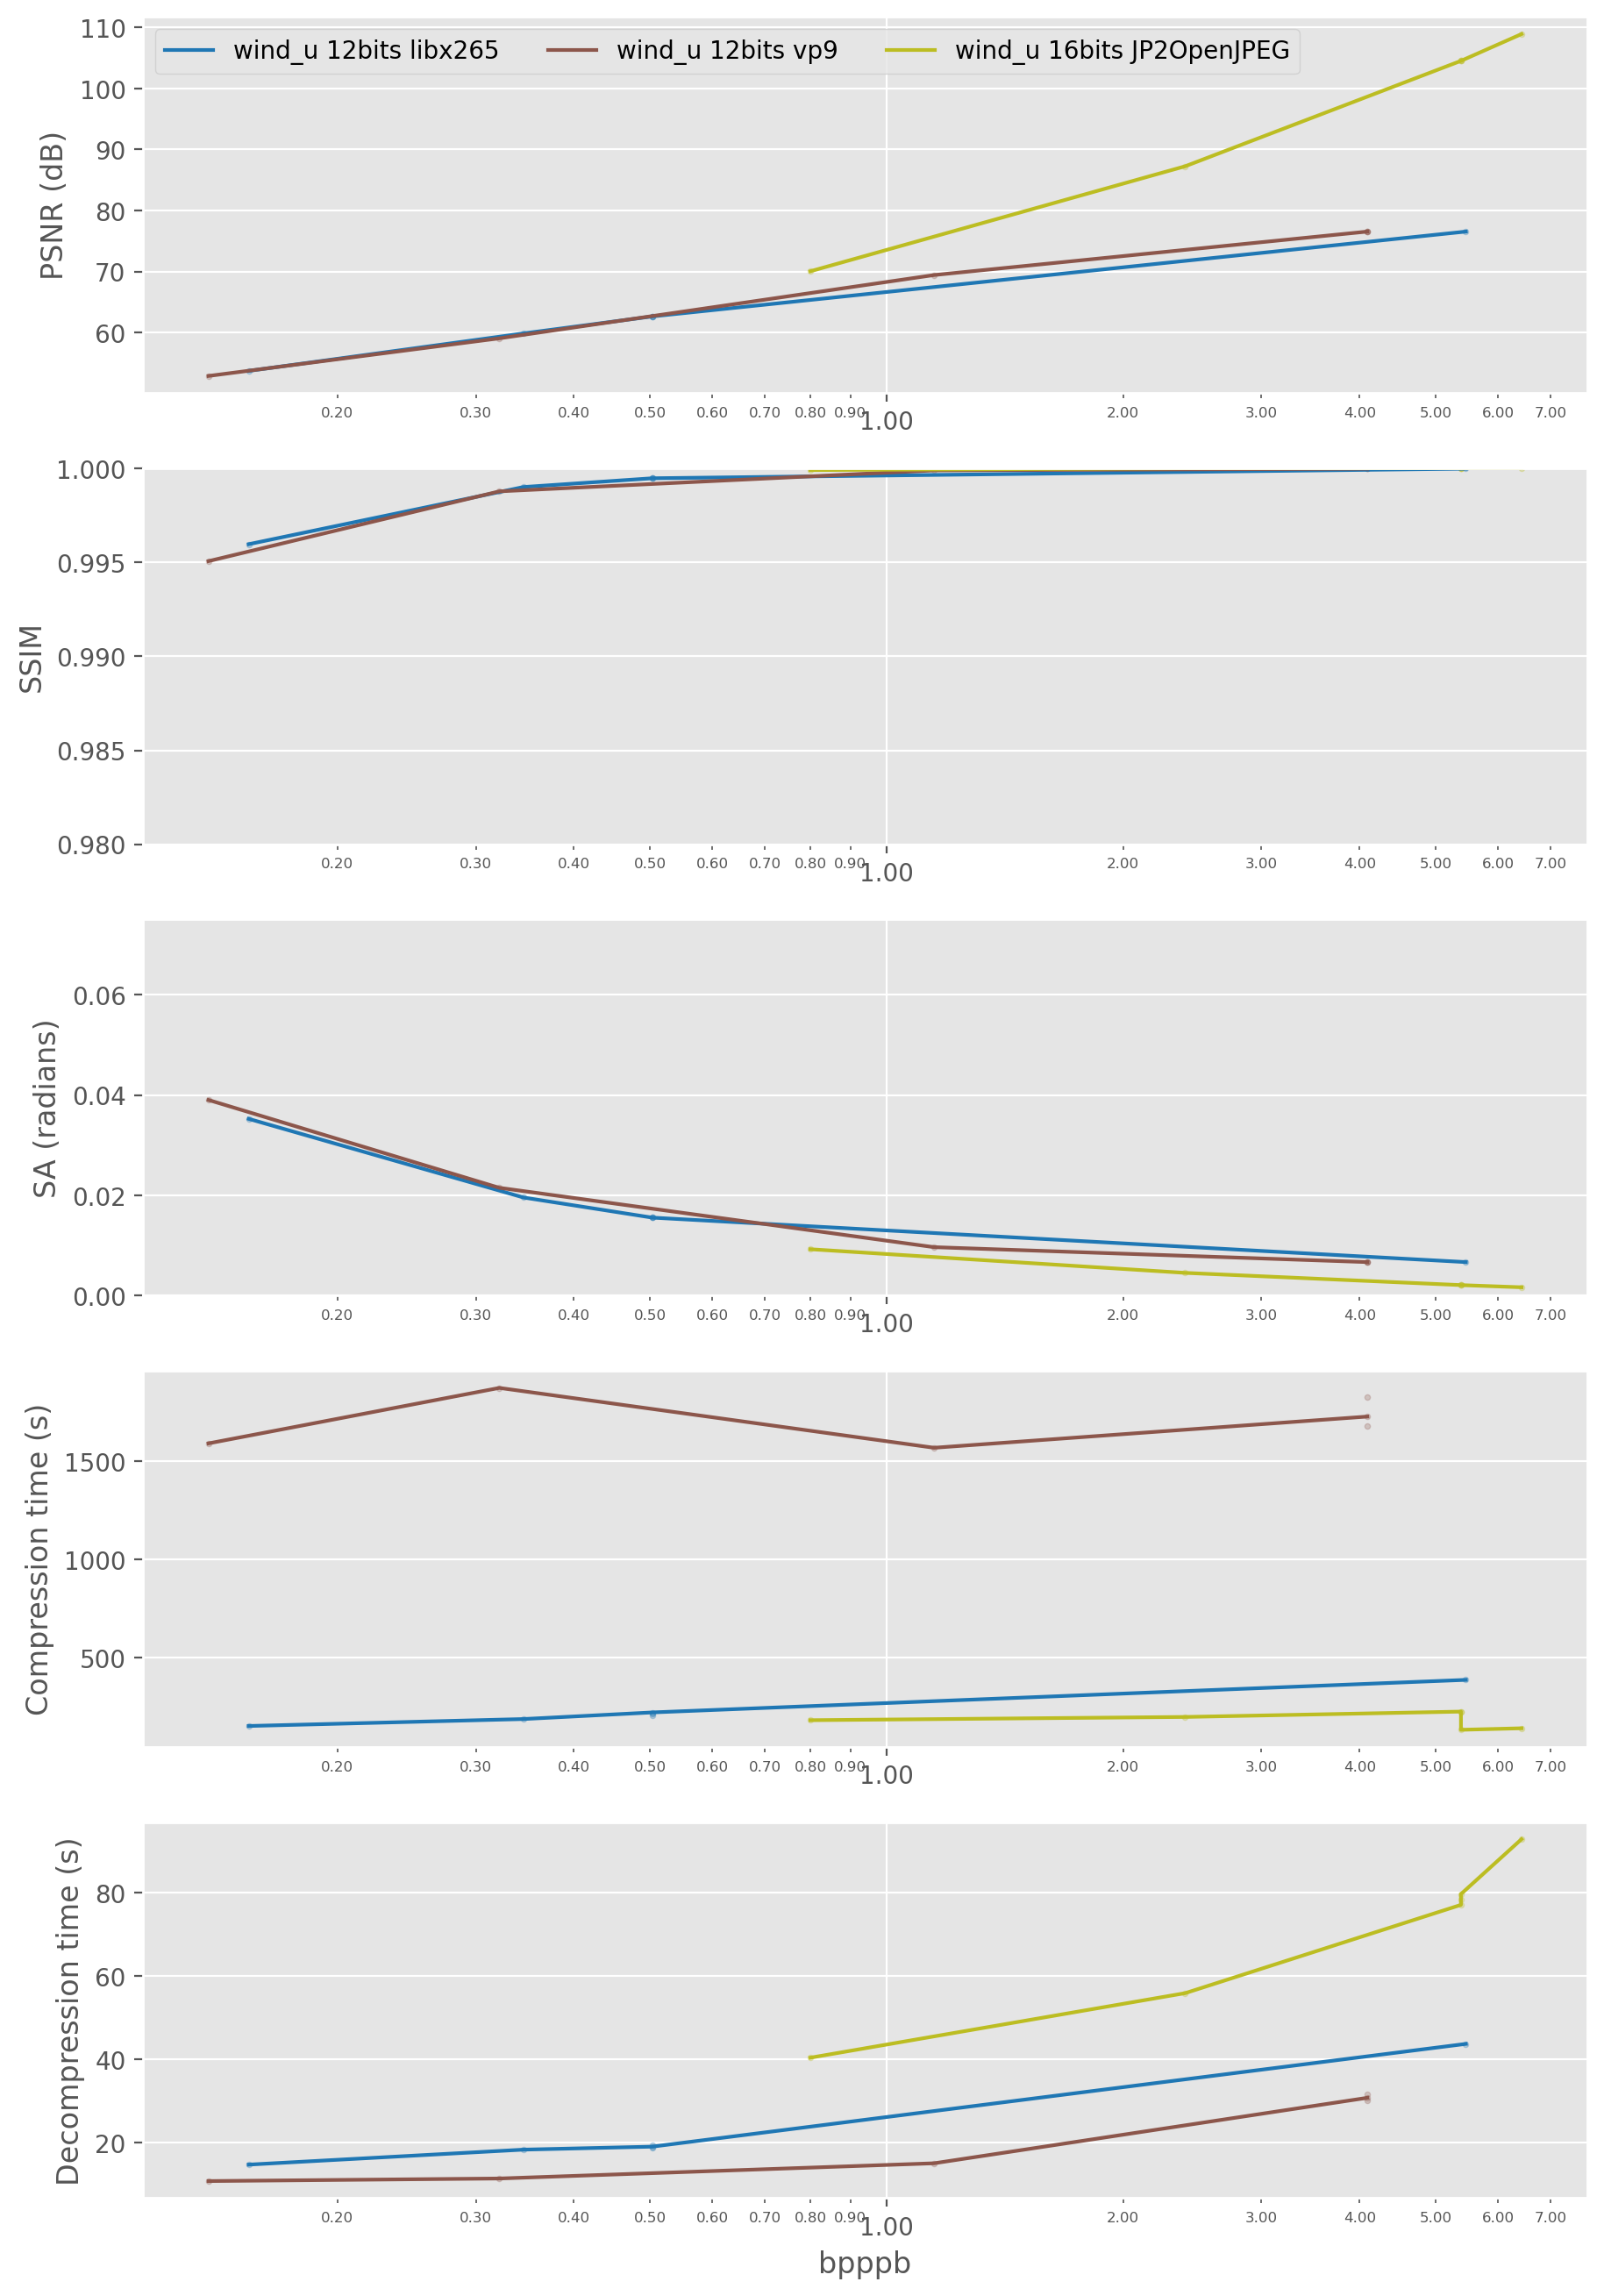 110
wind_u 12bits libx265 wind_u 12bits vp9 wind_u 16bits JP2OpenJPEG
100
90
80
70
60
PSNR (dB)
0.20 0.30 0.40 0.50 0.60 0.70 0.80 0.90 1.00 2.00 3.00 4.00 5.00 6.00 7.00
1.000
0.995
0.990
0.985
0.980
SSIM
0.20 0.30 0.40 0.50 0.60 0.70 0.80 0.90 1.00 2.00 3.00 4.00 5.00 6.00 7.00
0.06
0.04
0.02
0.00
SA (radians)
0.20 0.30 0.40 0.50 0.60 0.70 0.80 0.90 1.00 2.00 3.00 4.00 5.00 6.00 7.00
1500
1000
500
Compression time (s)
0.20 0.30 0.40 0.50 0.60 0.70 0.80 0.90 1.00 2.00 3.00 4.00 5.00 6.00 7.00
80
60
40
20
Decompression time (s)
0.20 0.30 0.40 0.50 0.60 0.70 0.80 0.90 1.00 2.00 3.00 4.00 5.00 6.00 7.00
bpppb